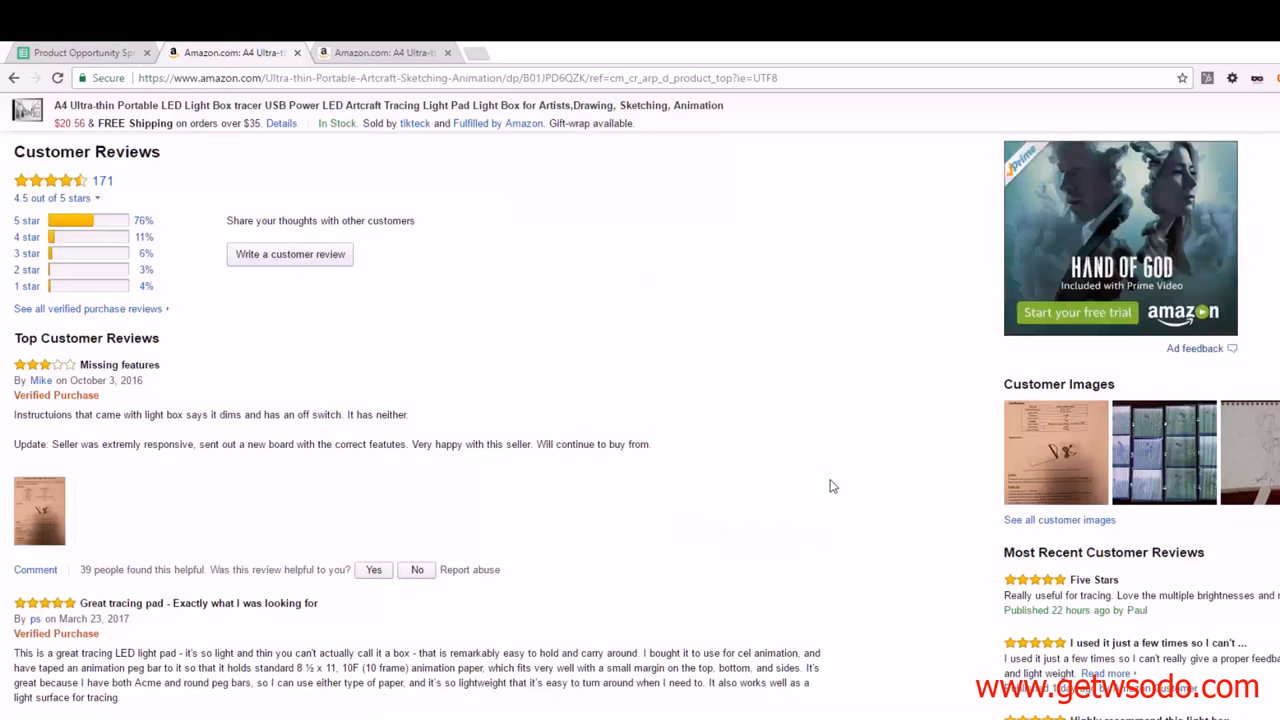 Product Opportunity Sp
Amazon.com: A4 Ultra-t
Amazon.com: A4 Ultra-t
Secure
https://www.amazon.com/Ultra-thin-Portable-Artcraft-Sketching-Animation/dp/B01JPD6QZK/ref=cm_cr_arp_d_product_top?ie=UTF8
A4 Ultra-thin Portable LED Light Box tracer USB Power LED Artcraft Tracing Light Pad Light Box for Artists,Drawing, Sketching, Animation
$20.56 & FREE Shipping on orders over $35. Details In Stock. Sold by tikteck and Fulfilled by Amazon. Gift-wrap available.
Customer Reviews
171
4.5 out of 5 stars
5 star 76%
4 star 11%
3 star 6%
2 star 3%
1 star 4%
Share your thoughts with other customers
Write a customer review
See all verified purchase reviews
Top Customer Reviews
Missing features
By Mike on October 3, 2016
Verified Purchase
Instructuions that came with light box says it dims and has an off switch. It has neither.
Update: Seller was extremly responsive, sent out a new board with the correct featutes. Very happy with this seller. Will continue to buy from.
Comment 39 people found this helpful. Was this review helpful to you? Yes No Report abuse
Great tracing pad - Exactly what I was looking for
By ps on March 23, 2017
Verified Purchase
This is a great tracing LED light pad - it's so light and thin you can't actually call it a box - that is remarkably easy to hold and carry around. I bought it to use for cel animation, and
have taped an animation peg bar to it so that it holds standard 8 ½ x 11, 10F (10 frame) animation paper, which fits very well with a small margin on the top, bottom, and sides. It's
great because I have both Acme and round peg bars, so I can use either type of paper, and it's so lightweight that it's easy to turn around when I need to. It also works well as a
light surface for tracing.
Prime
HAND OF GOD
Included with Prime Video
Start your free trial
amazon
Ad feedback
Customer Images
See all customer images
Most Recent Customer Reviews
Five Stars
Really useful for tracing. Love the multiple brightnesses and
Published 22 hours ago by Paul
I used it just a few times so I can't ...
I used it just a few times so I can't really give a proper feedba
and light weight. Read more
Published 1 day ago by Amazon Customer
www.getwsodo.com
Highly recommend this light box